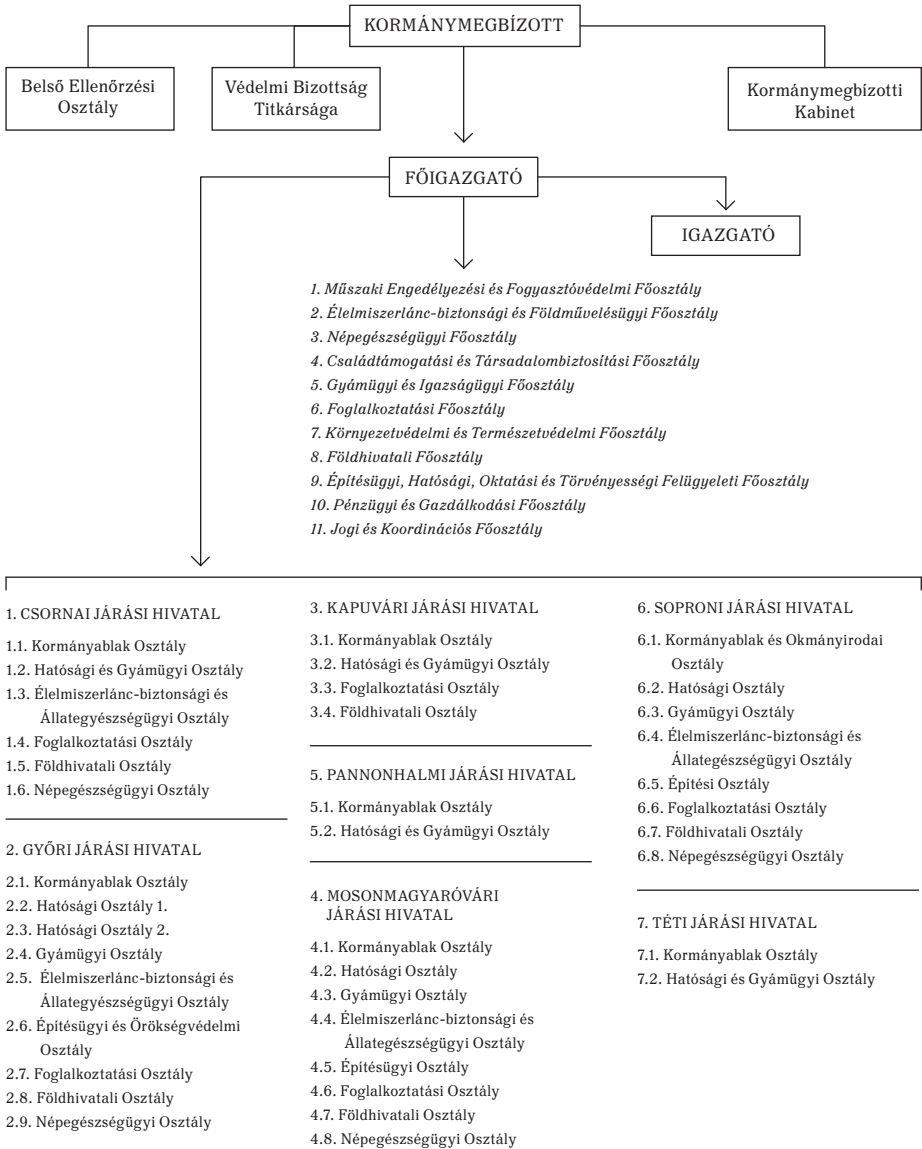 KORMÁNYMEGBÍZOTT
Belső Ellenőrzési
Osztály
Védelmi Bizottság
Titkársága
Kormánymegbízotti
Kabinet
FŐIGAZGATÓ
IGAZGATÓ
1. Műszaki Engedélyezési és Fogyasztóvédelmi Főosztály
2. Élelmiszerlánc-biztonsági és Földművelésügyi Főosztály
3. Népegészségügyi Főosztály
4. Családtámogatási és Társadalombiztosítási Főosztály
5. Gyámügyi és Igazságügyi Főosztály
6. Foglalkoztatási Főosztály
7. Környezetvédelmi és Természetvédelmi Főosztály
8. Földhivatali Főosztály
9. Építésügyi, Hatósági, Oktatási és Törvényességi Felügyeleti Főosztály
10. Pénzügyi és Gazdálkodási Főosztály
11. Jogi és Koordinációs Főosztály
1. CSORNAI JÁRÁSI HIVATAL
1.1. Kormányablak Osztály
1.2. Hatósági és Gyámügyi Osztály
1.3. Élelmiszerlánc-biztonsági és
Állategyészségügyi Osztály
1.4. Foglalkoztatási Osztály
1.5. Földhivatali Osztály
1.6. Népegészségügyi Osztály
2. GYŐRI JÁRÁSI HIVATAL
2.1. Kormányablak Osztály
2.2. Hatósági Osztály 1.
2.3. Hatósági Osztály 2.
2.4. Gyámügyi Osztály
2.5. Élelmiszerlánc-biztonsági és
Állategyészségügyi Osztály
2.6. Építésügyi és Örökségvédelmi
Osztály
2.7. Foglalkoztatási Osztály
2.8. Földhivatali Osztály
2.9. Népegészségügyi Osztály
3. KAPUVÁRI JÁRÁSI HIVATAL
3.1. Kormányablak Osztály
3.2. Hatósági és Gyámügyi Osztály
3.3. Foglalkoztatási Osztály
3.4. Földhivatali Osztály
5. PANNONHALMI JÁRÁSI HIVATAL
5.1. Kormányablak Osztály
5.2. Hatósági és Gyámügyi Osztály
4. MOSONMAGYARÓVÁRI
JÁRÁSI HIVATAL
4.1. Kormányablak Osztály
4.2. Hatósági Osztály
4.3. Gyámügyi Osztály
4.4. Élelmiszerlánc-biztonsági és
Állategészségügyi Osztály
4.5. Építésügyi Osztály
4.6. Foglalkoztatási Osztály
4.7. Földhivatali Osztály
4.8. Népegészségügyi Osztály
6. SOPRONI JÁRÁSI HIVATAL
6.1. Kormányablak és Okmányirodai
Osztály
6.2. Hatósági Osztály
6.3. Gyámügyi Osztály
6.4. Élelmiszerlánc-biztonsági és
Állategészségügyi Osztály
6.5. Építési Osztály
6.6. Foglalkoztatási Osztály
6.7. Földhivatali Osztály
6.8. Népegészségügyi Osztály
7. TÉTI JÁRÁSI HIVATAL
7.1. Kormányablak Osztály
7.2. Hatósági és Gyámügyi Osztály